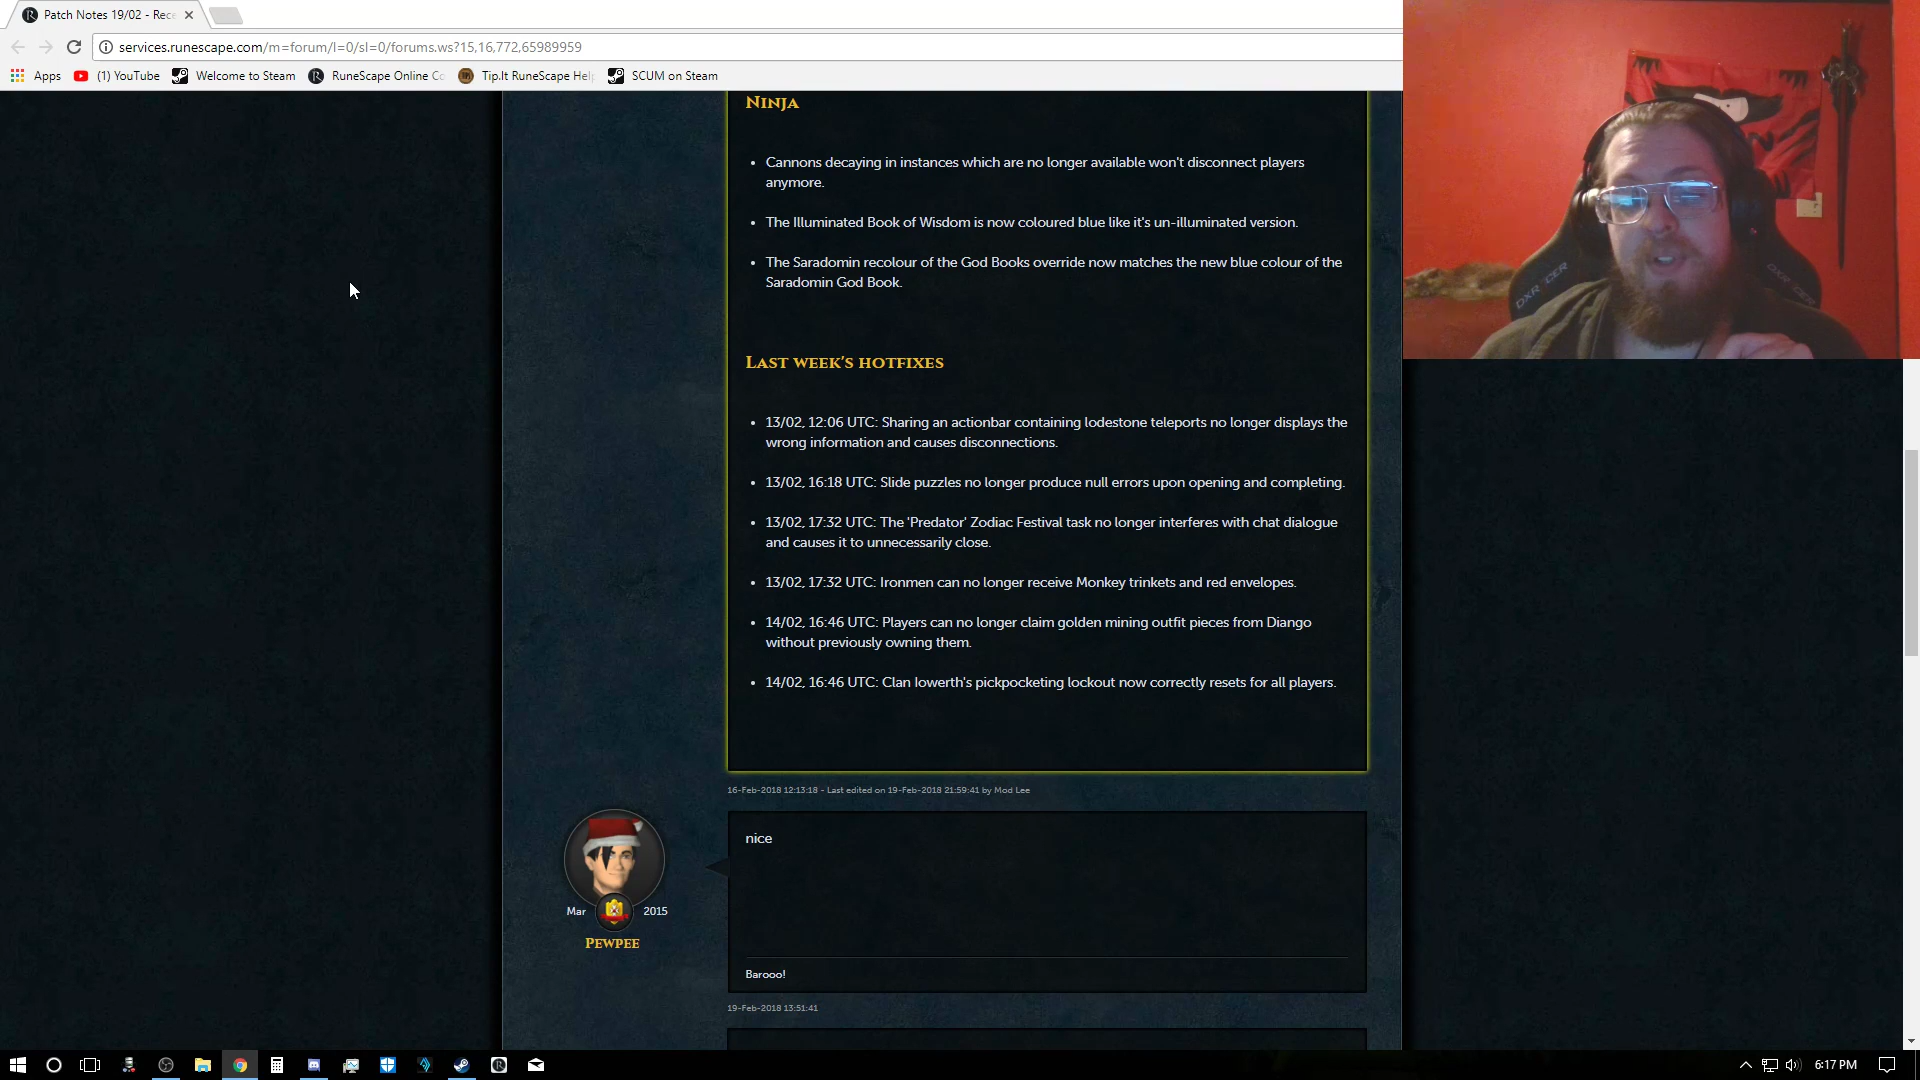 Patch Notes 19/02 - Rece
services.runescape.com/m=forum/l=0/sl=0/forums.ws?15,16,772,65989959
Apps
(1) YouTube
Welcome to Steam
RuneScape Online Co
Tip.It RuneScape Help
SCUM on Steam
Ninja
• Cannons decaying in instances which are no longer available won't disconnect players
anymore.
• The Illuminated Book of Wisdom is now coloured blue like it's un-illuminated version.
• The Saradomin recolour of the God Books override now matches the new blue colour of the
Saradomin God Book.
Last week's hotfixes
• 13/02, 12:06 UTC: Sharing an actionbar containing lodestone teleports no longer displays the
wrong information and causes disconnections.
• 13/02, 16:18 UTC: Slide puzzles no longer produce null errors upon opening and completing.
• 13/02, 17:32 UTC: The 'Predator' Zodiac Festival task no longer interferes with chat dialogue
and causes it to unnecessarily close.
• 13/02, 17:32 UTC: Ironmen can no longer receive Monkey trinkets and red envelopes.
• 14/02, 16:46 UTC: Players can no longer claim golden mining outfit pieces from Diango
without previously owning them.
• 14/02, 16:46 UTC: Clan Iowerth's pickpocketing lockout now correctly resets for all players.
16-Feb-2018 12:13:18 - Last edited on 19-Feb-2018 21:59:41 by Mod Lee
nice
Mar 2015
Pewpee
Barooo!
19-Feb-2018 13:51:41
DXRACER
6:17 PM